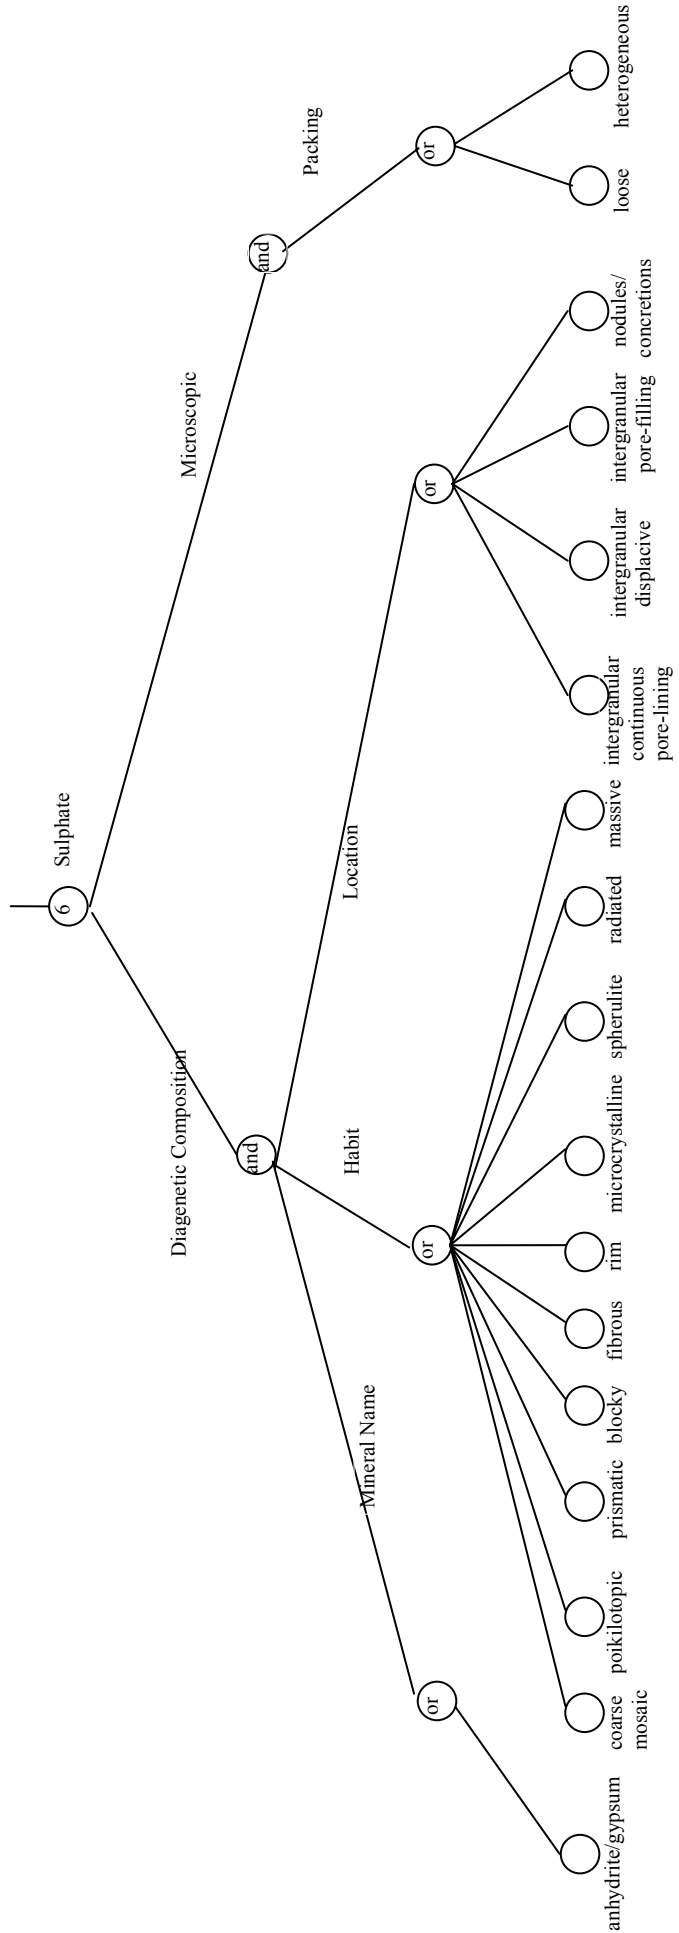 Sulphate
6
Diagenetic Composition
Microscopic
and
and
Mineral Name
Habit
Location
Packing
or
or
or
or
anhydrite/gypsum
coarse
mosaic
poikilotopic
prismatic
blocky
fibrous
rim
microcrystalline
spherulite
radiated
massive
intergranular
continuous
pore-lining
intergranular
displacive
intergranular
pore-filling
nodules/
concretions
loose
heterogeneous